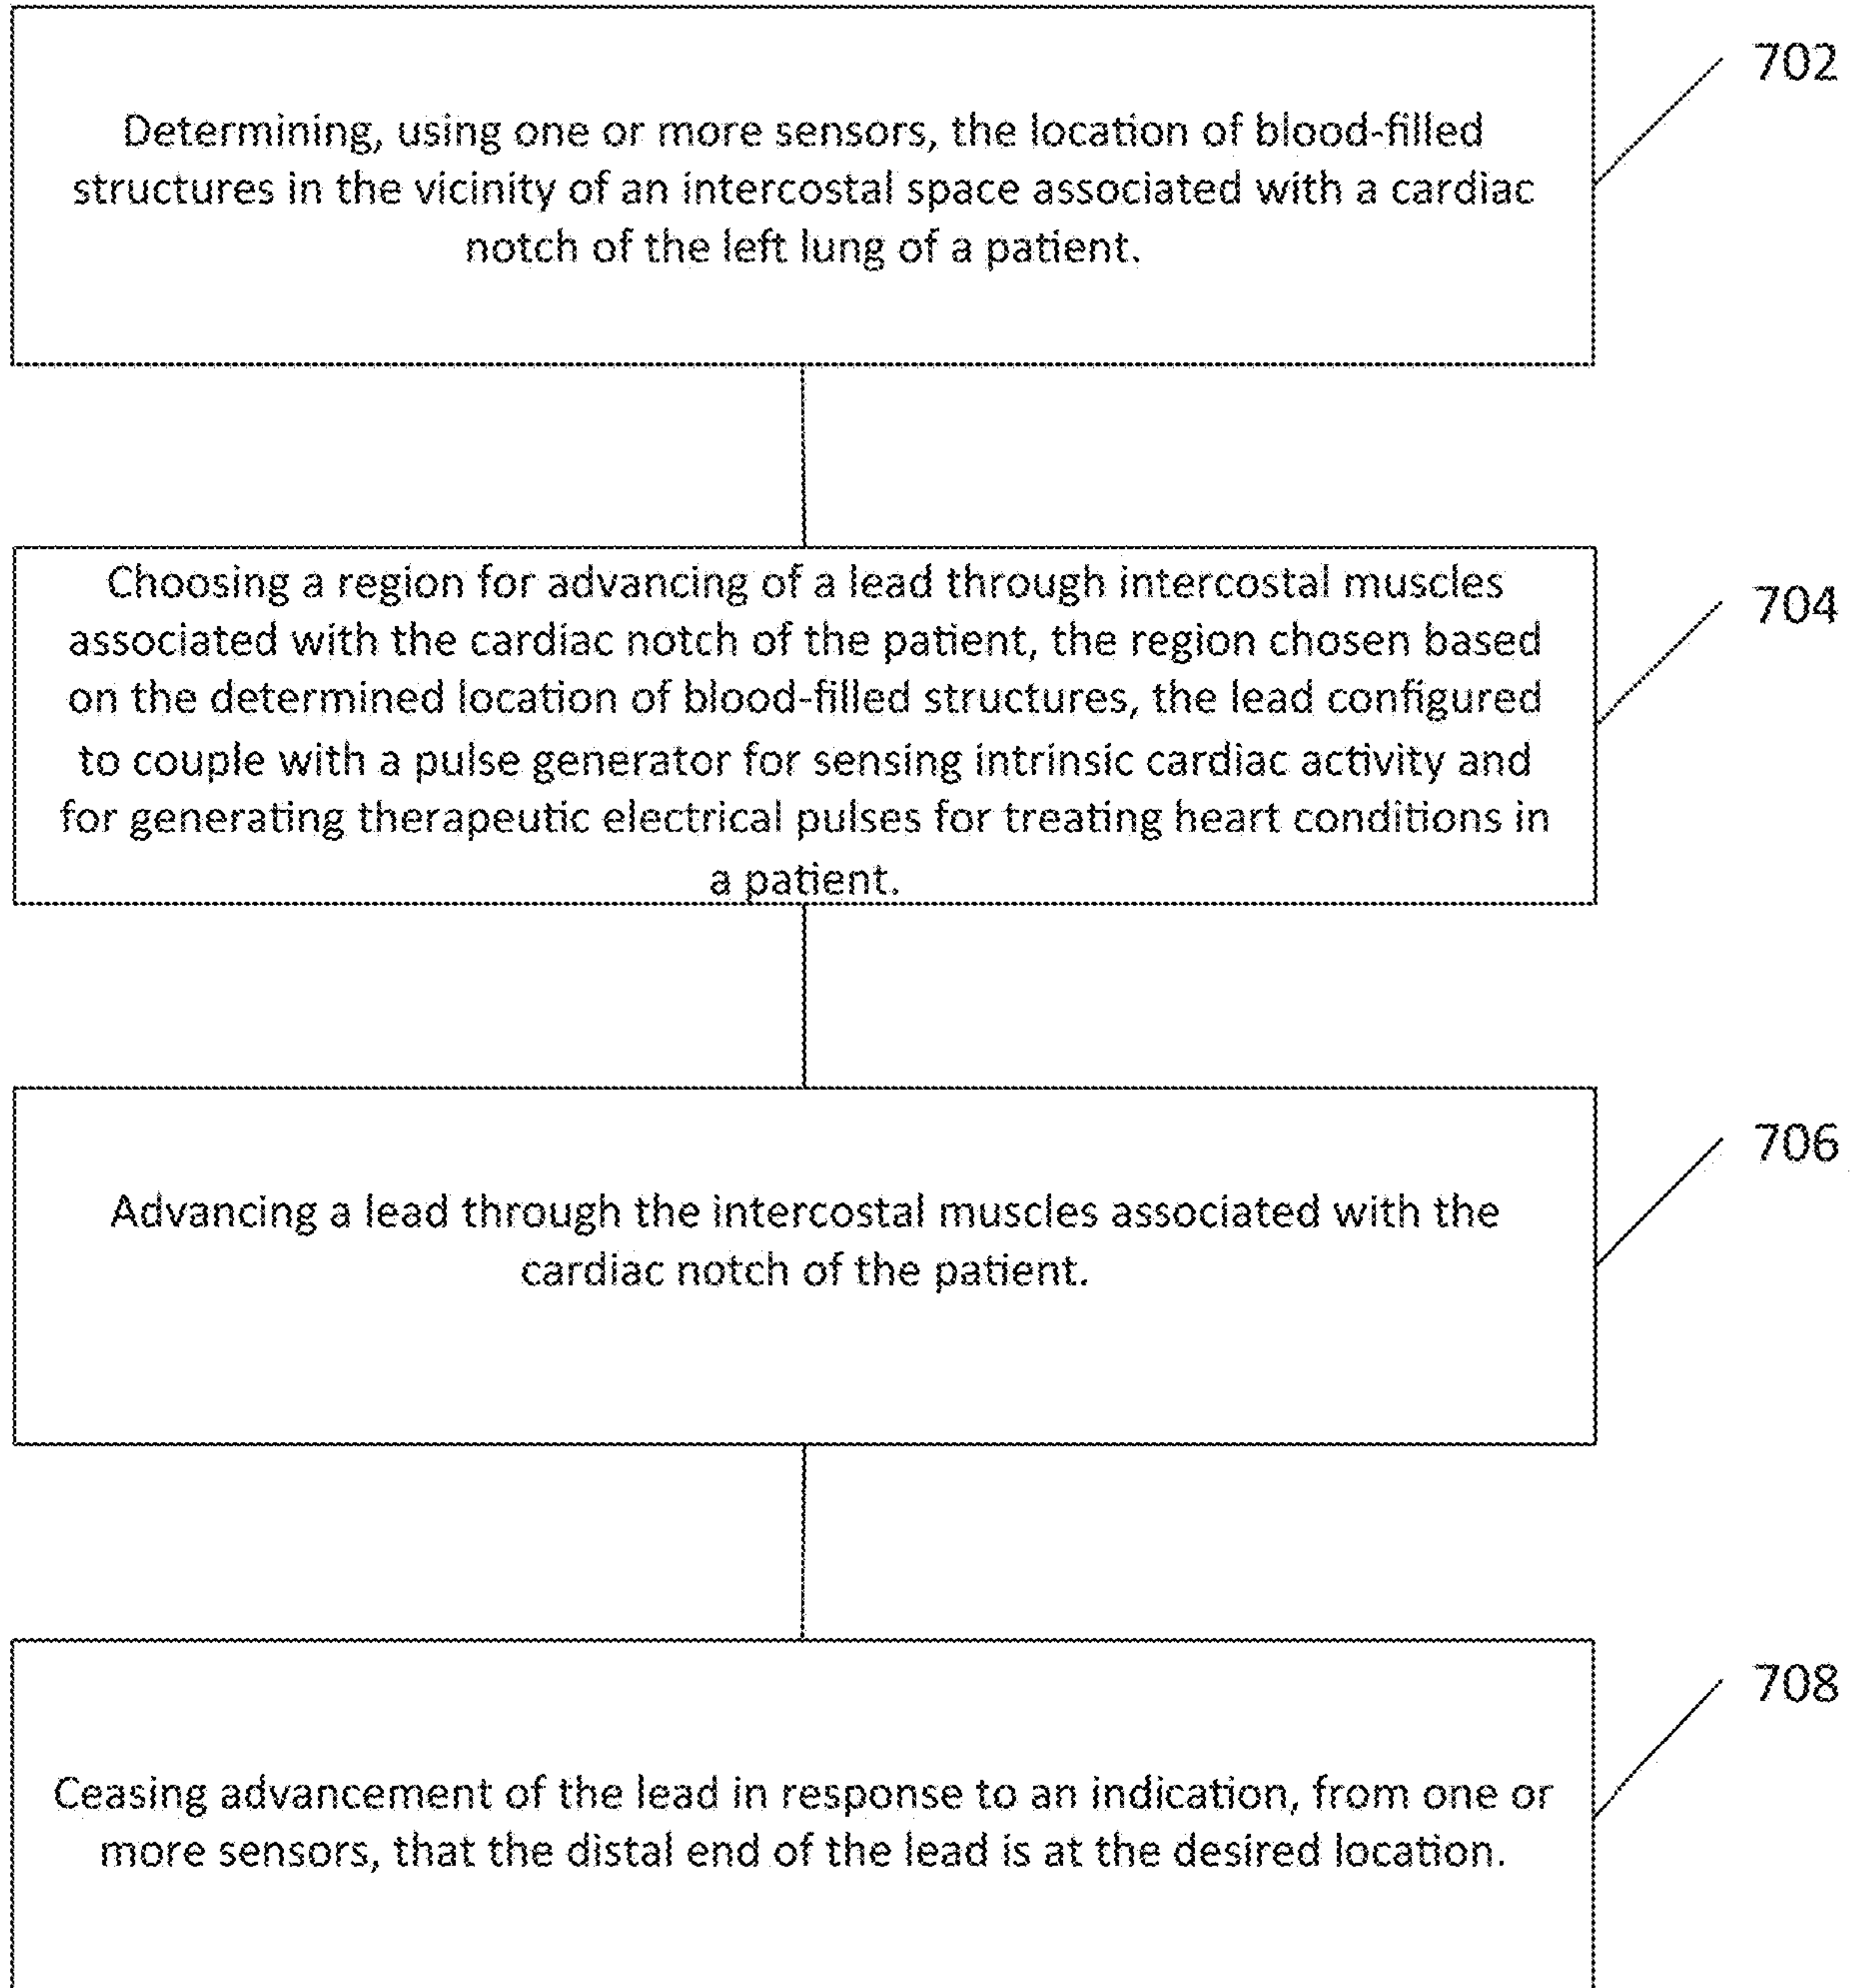 702
Determining, using one or more sensors, the location of blood-filled
structures in the vicinity of an intercostal space associated with a cardiac
notch of the left lung of a patient.
704
Choosing a region for advancing of a lead through intercostal muscles
associated with the cardiac notch of the patient, the region chosen based
on the determined location of blood-filled structures, the lead configured
to couple with a pulse generator for sensing intrinsic cardiac activity and
for generating therapeutic electrical pulses for treating heart conditions in
a patient.
706
Advancing a lead through the intercostal muscles associated with the
cardiac notch of the patient.
708
Ceasing advancement of the lead in response to an indication, from one or
more sensors, that the distal end of the lead is at the desired location.